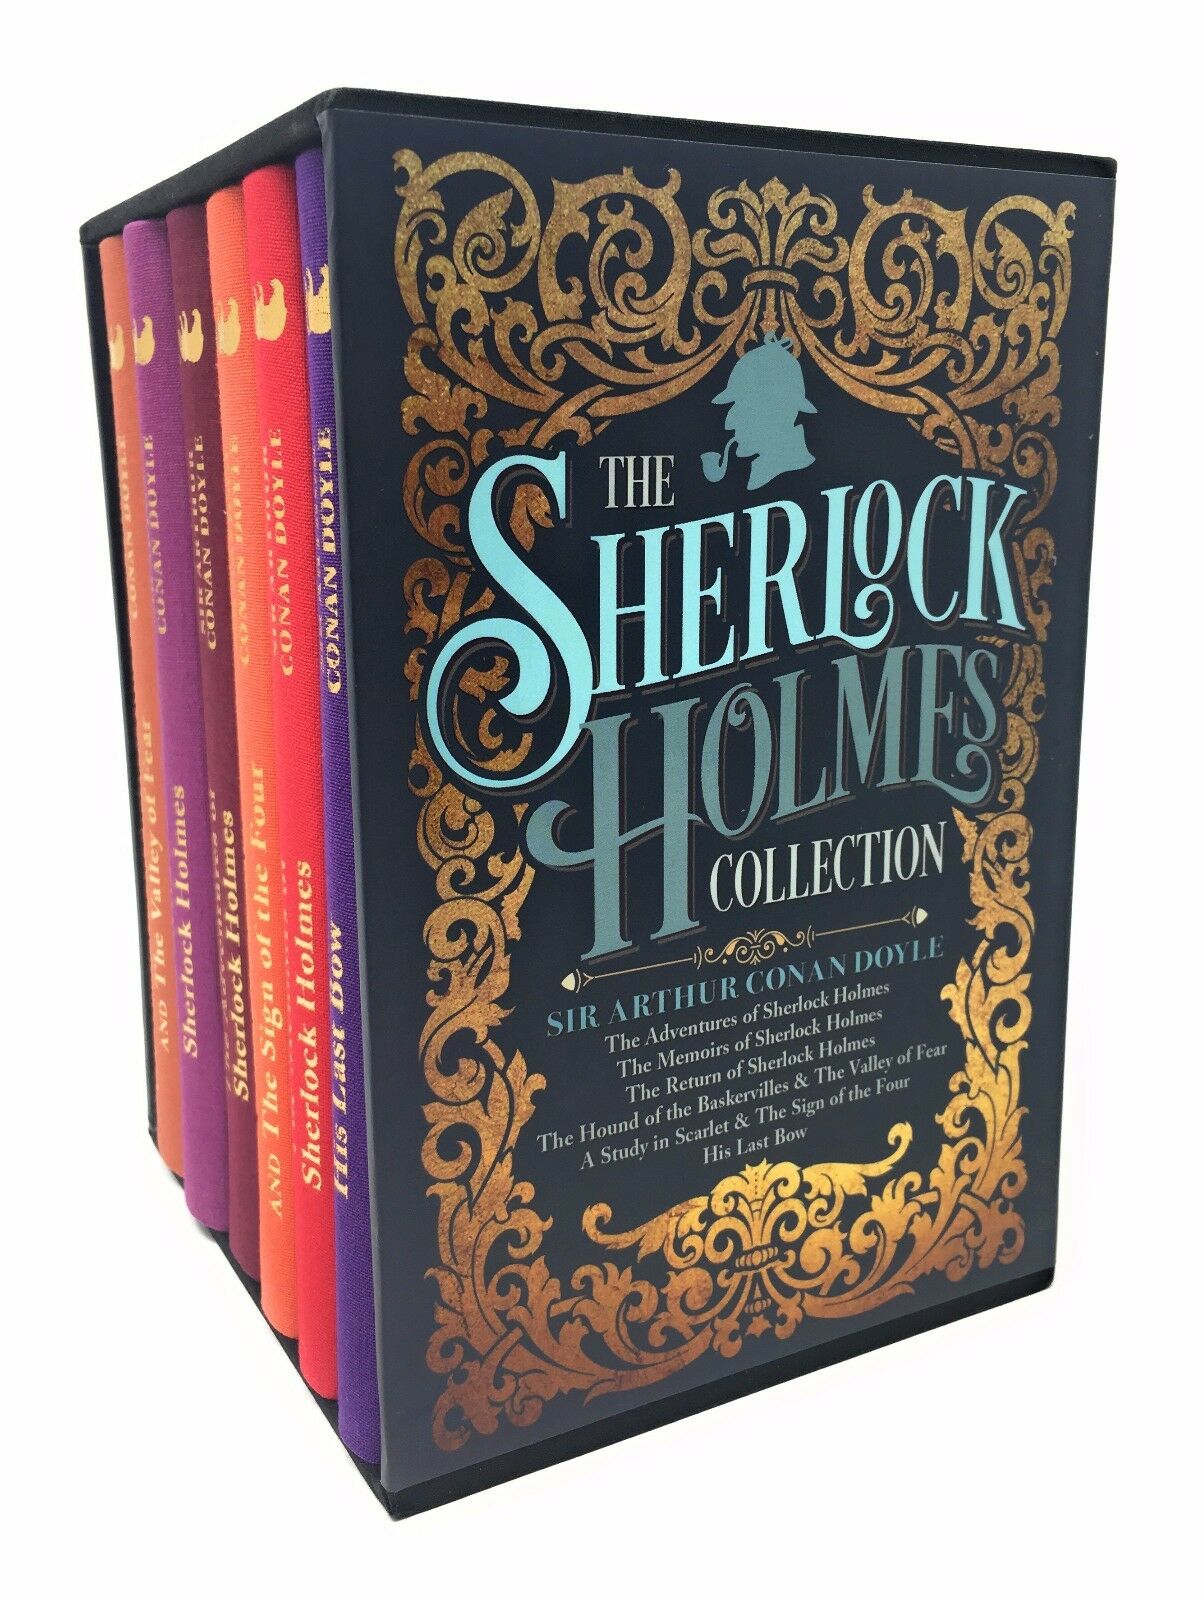 THE
SHERLOCK
HOLMES
COLLECTION
SIR ARTHUR CONAN DOYLE
The Adventures of Sherlock Holmes
The Memoirs of Sherlock Holmes
The Return of Sherlock Holmes
The Hound of the Baskervilles & The Valley of Fear
A Study in Scarlet & The Sign of the Four
His Last Bow
CONAN DOYLE
AND The Valley of Fear
CONAN DOYLE
Sherlock Holmes
SIR ARTHUR
CONAN DOYLE
Sherlock Holmes
CONAN DOYLE
AND The Sign of the Four
CONAN DOYLE
Sherlock Holmes
CONAN DOYLE
His Last Bow